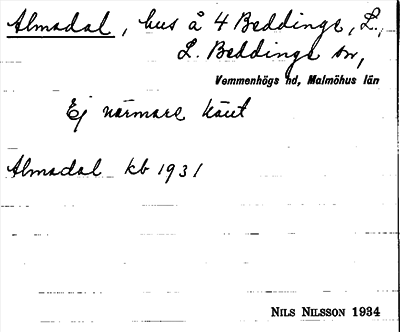 Almadal, hus å 4 Beddinge, L.,
L. Beddinge sn,
Vemmenhögs hd, Malmöhus län
Ej närmare känt
Almadal kb 1931
NILS NILSSON 1934